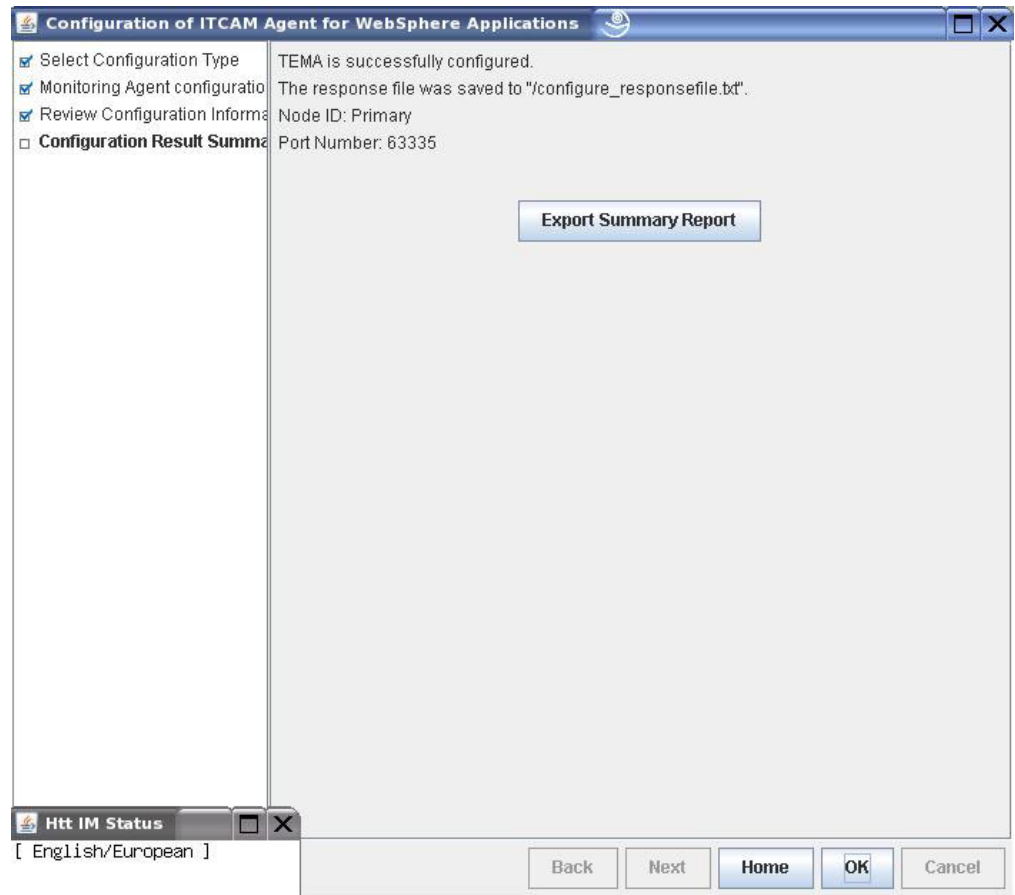 Configuration of ITCAM Agent for WebSphere Applications
Select Configuration Type
Monitoring Agent configuratio
Review Configuration Informa
Configuration Result Summa
TEMA is successfully configured.
The response file was saved to "/configure_responsefile.txt".
Node ID: Primary
Port Number: 63335
Export Summary Report
Htt IM Status
[ English/European ]
Back Next Home OK Cancel